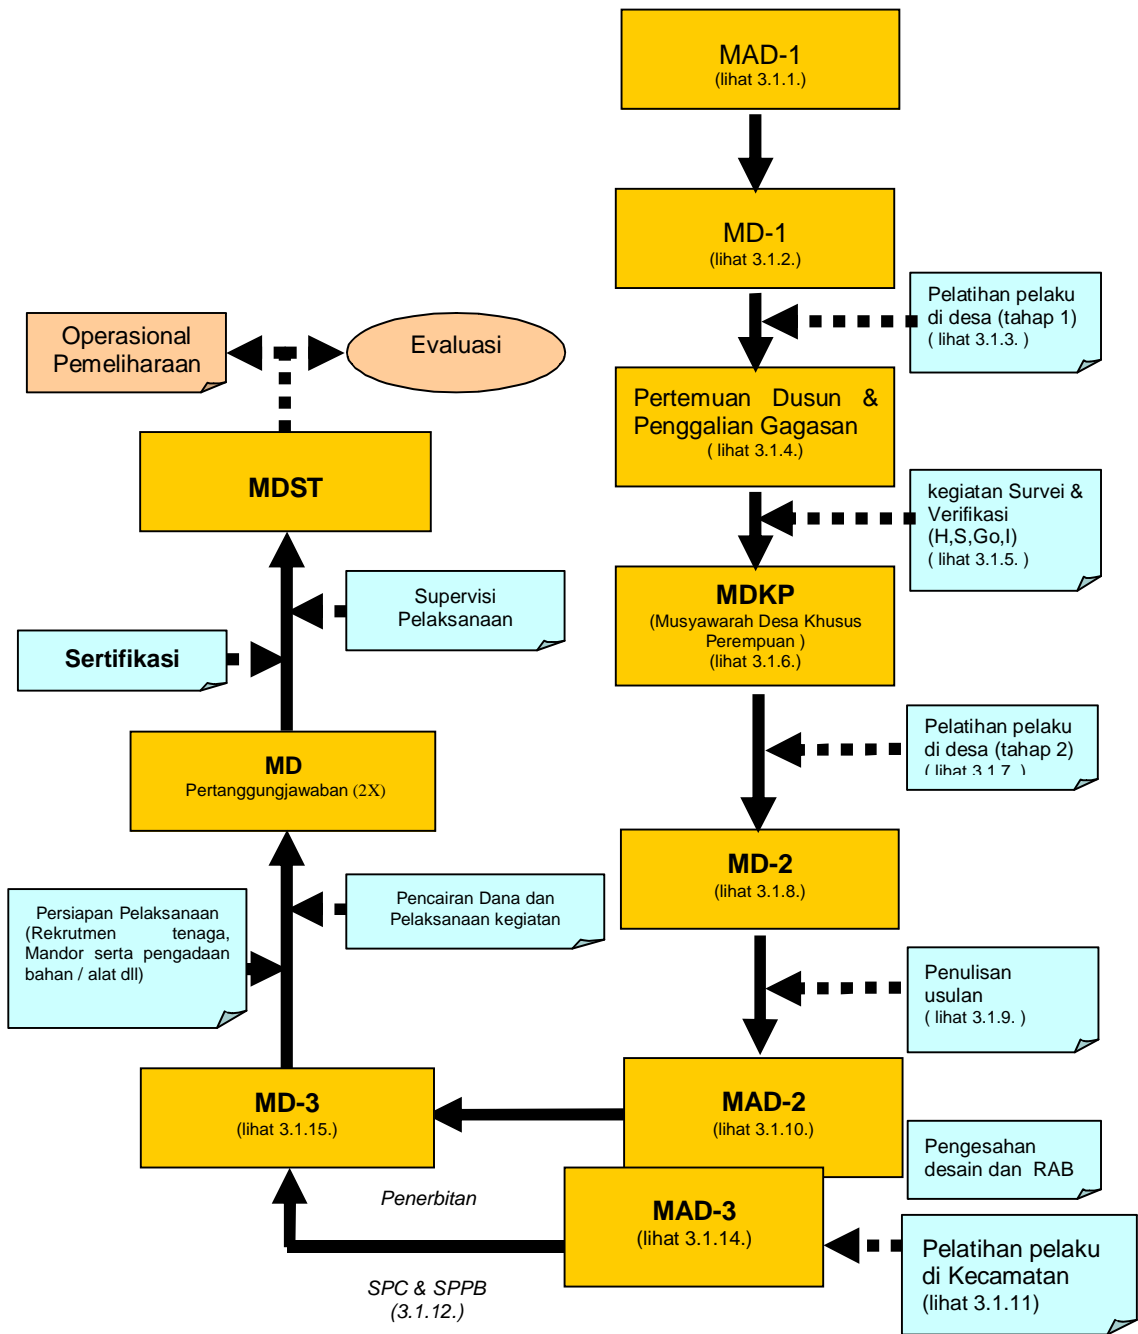 MAD-1
(lihat 3.1.1.)
MD-1
(lihat 3.1.2.)
Pelatihan pelaku
di desa (tahap 1)
( lihat 3.1.3. )
Operasional
Pemeliharaan
Evaluasi
Pertemuan Dusun &
Penggalian Gagasan
( lihat 3.1.4.)
MDST
kegiatan Survei &
Verifikasi
(H,S,Go,I)
( lihat 3.1.5. )
MDKP
(Musyawarah Desa Khusus
Perempuan )
(lihat 3.1.6.)
Supervisi
Pelaksanaan
Sertifikasi
Pelatihan pelaku
di desa (tahap 2)
( lihat 3.1.7. )
MD
Pertanggungjawaban (2X)
MD-2
(lihat 3.1.8.)
Pencairan Dana dan
Pelaksanaan kegiatan
Persiapan Pelaksanaan
(Rekrutmen tenaga,
Mandor serta pengadaan
bahan / alat dll)
Penulisan
usulan
( lihat 3.1.9. )
MD-3
(lihat 3.1.15.)
MAD-2
(lihat 3.1.10.)
Pengesahan
desain dan RAB
Penerbitan
MAD-3
(lihat 3.1.14.)
Pelatihan pelaku
di Kecamatan
(lihat 3.1.11)
SPC & SPPB
(3.1.12.)